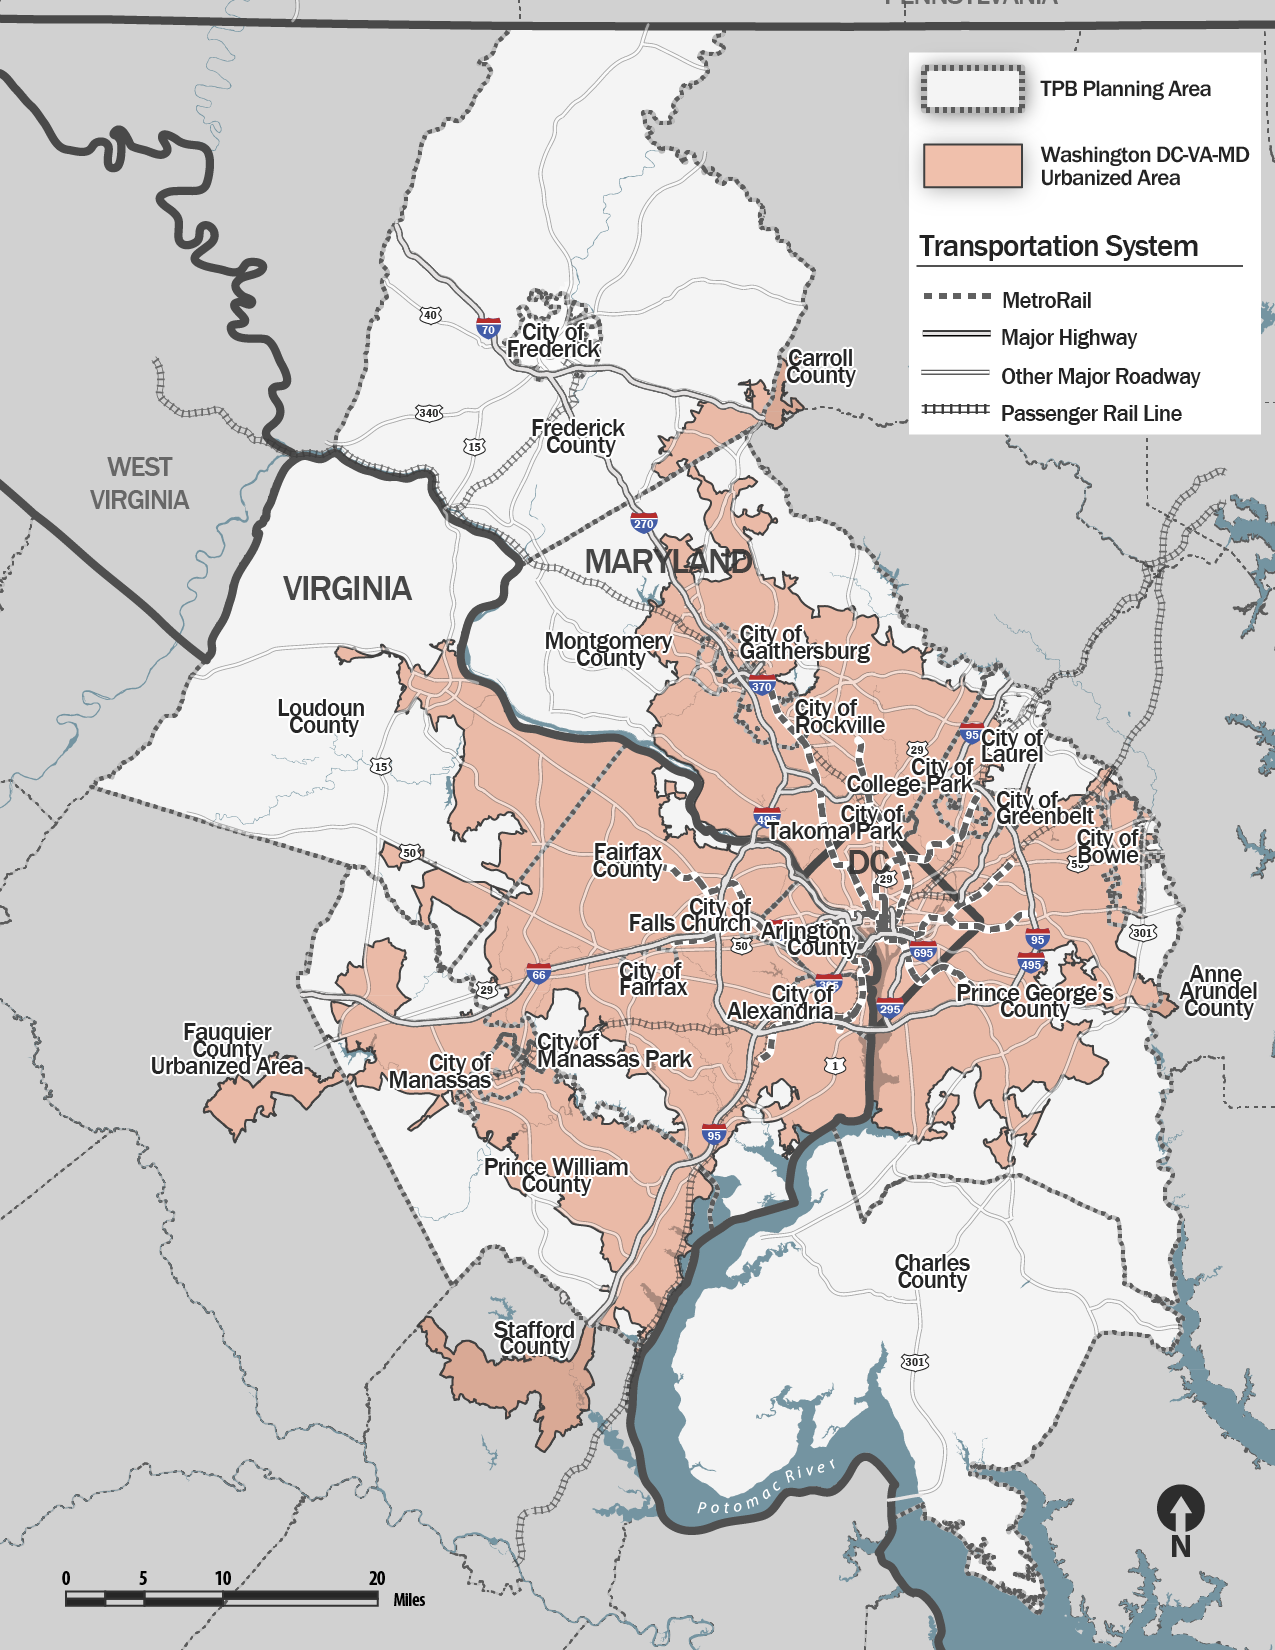 PENNSYLVANIA
TPB Planning Area
Washington DC-VA-MD
Urbanized Area
Transportation System
MetroRail
Major Highway
Other Major Roadway
Passenger Rail Line
40
70
City of
Frederick
Carroll
County
340
15
Frederick
County
WEST
VIRGINIA
270
MARYLAND
VIRGINIA
Montgomery
County
City of
Gaithersburg
370
Loudoun
County
City of
Rockville
95
City of
Laurel
29
15
City of
College Park
City of
Greenbelt
495
City of
Takoma Park
City of
Bowie
50
Fairfax
County
DC
50
29
City of
Falls Church
Arlington
County
50
301
695
95
495
66
City of
Fairfax
29
City of
Alexandria
395
295
Prince George's
County
Anne
Arundel
County
Fauquier
County
Urbanized Area
City of
Manassas Park
City of
Manassas
1
95
Prince William
County
Charles
County
Stafford
County
301
Potomac River
N
0 5 10 20
Miles